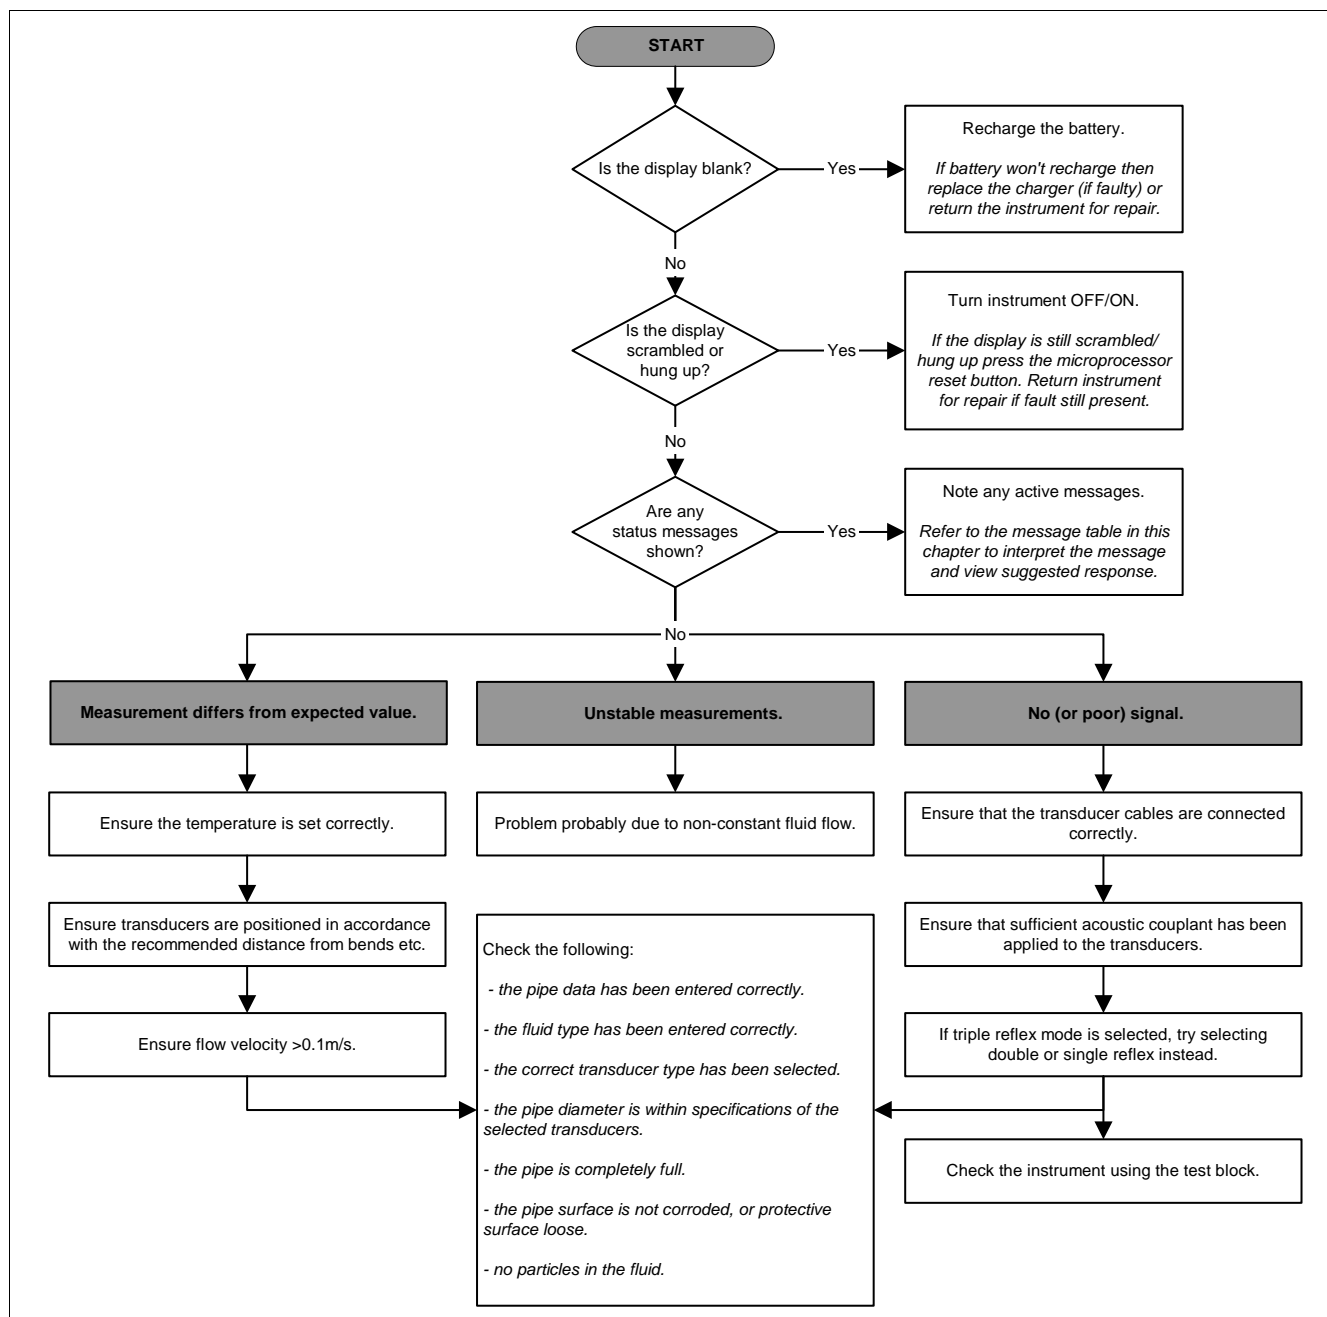 START
Is the display blank?
Yes
Recharge the battery.
If battery won't recharge then
replace the charger (if faulty) or
return the instrument for repair.
No
Is the display
scrambled or
hung up?
Yes
Turn instrument OFF/ON.
If the display is still scrambled/
hung up press the microprocessor
reset button. Return instrument
for repair if fault still present.
No
Are any
status messages
shown?
Yes
Note any active messages.
Refer to the message table in this
chapter to interpret the message
and view suggested response.
No
Measurement differs from expected value.
Ensure the temperature is set correctly.
Ensure transducers are positioned in accordance
with the recommended distance from bends etc.
Ensure flow velocity >0.1m/s.
Unstable measurements.
Problem probably due to non-constant fluid flow.
Check the following:
- the pipe data has been entered correctly.
- the fluid type has been entered correctly.
- the correct transducer type has been selected.
- the pipe diameter is within specifications of the
selected transducers.
- the pipe is completely full.
- the pipe surface is not corroded, or protective
surface loose.
- no particles in the fluid.
No (or poor) signal.
Ensure that the transducer cables are connected
correctly.
Ensure that sufficient acoustic couplant has been
applied to the transducers.
If triple reflex mode is selected, try selecting
double or single reflex instead.
Check the instrument using the test block.